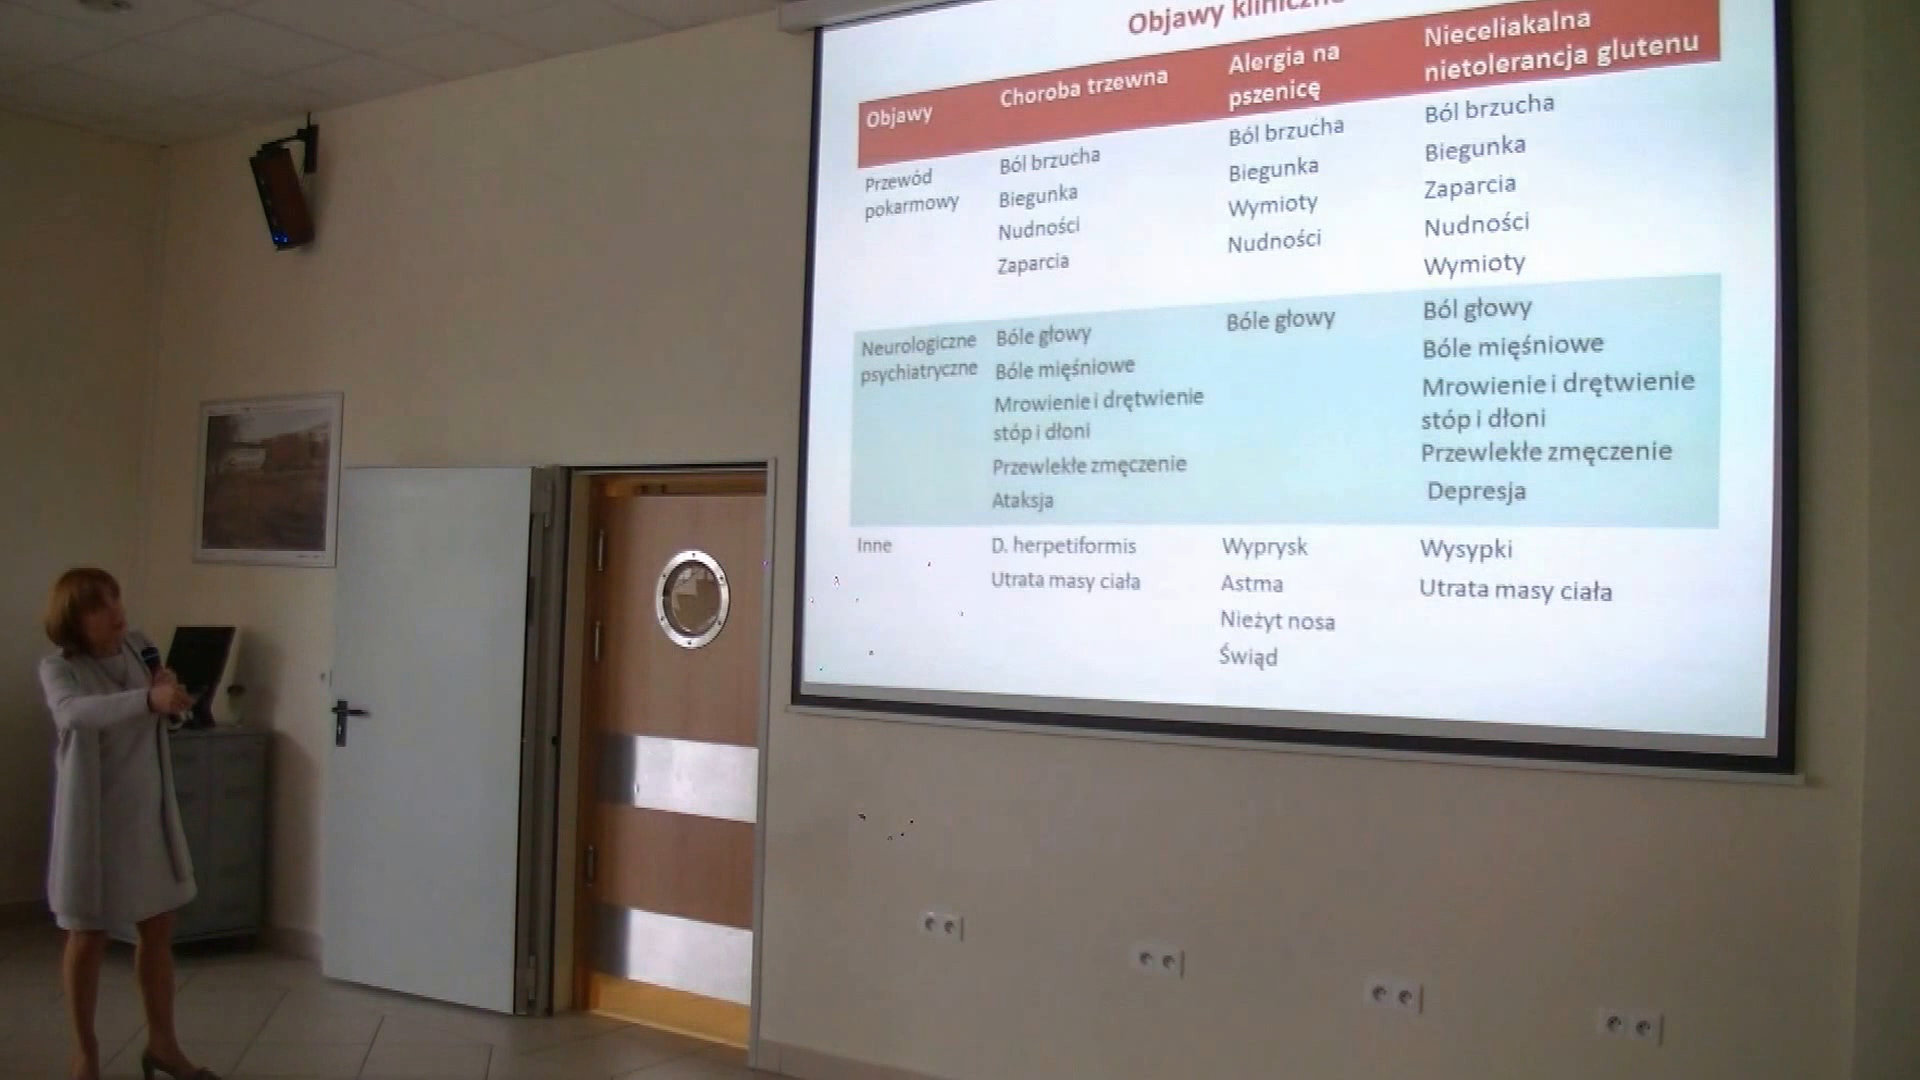 Objawy kliniczne
Objawy
Choroba trzewna
Alergia na
pszenicę
Nieceliakalna
nietolerancja glutenu
Przewód
pokarmowy
Ból brzucha
Biegunka
Nudności
Zaparcia
Ból brzucha
Biegunka
Wymioty
Nudności
Ból brzucha
Biegunka
Zaparcia
Nudności
Wymioty
Neurologiczne
psychiatryczne
Bóle głowy
Bóle mięśniowe
Mrowienie i drętwienie
stóp i dłoni
Przewlekłe zmęczenie
Ataksja
Bóle głowy
Ból głowy
Bóle mięśniowe
Mrowienie i drętwienie
stóp i dłoni
Przewlekłe zmęczenie
Depresja
Inne
D. herpetiformis
Utrata masy ciała
Wyprysk
Astma
Nieżyt nosa
Świąd
Wysypki
Utrata masy ciała